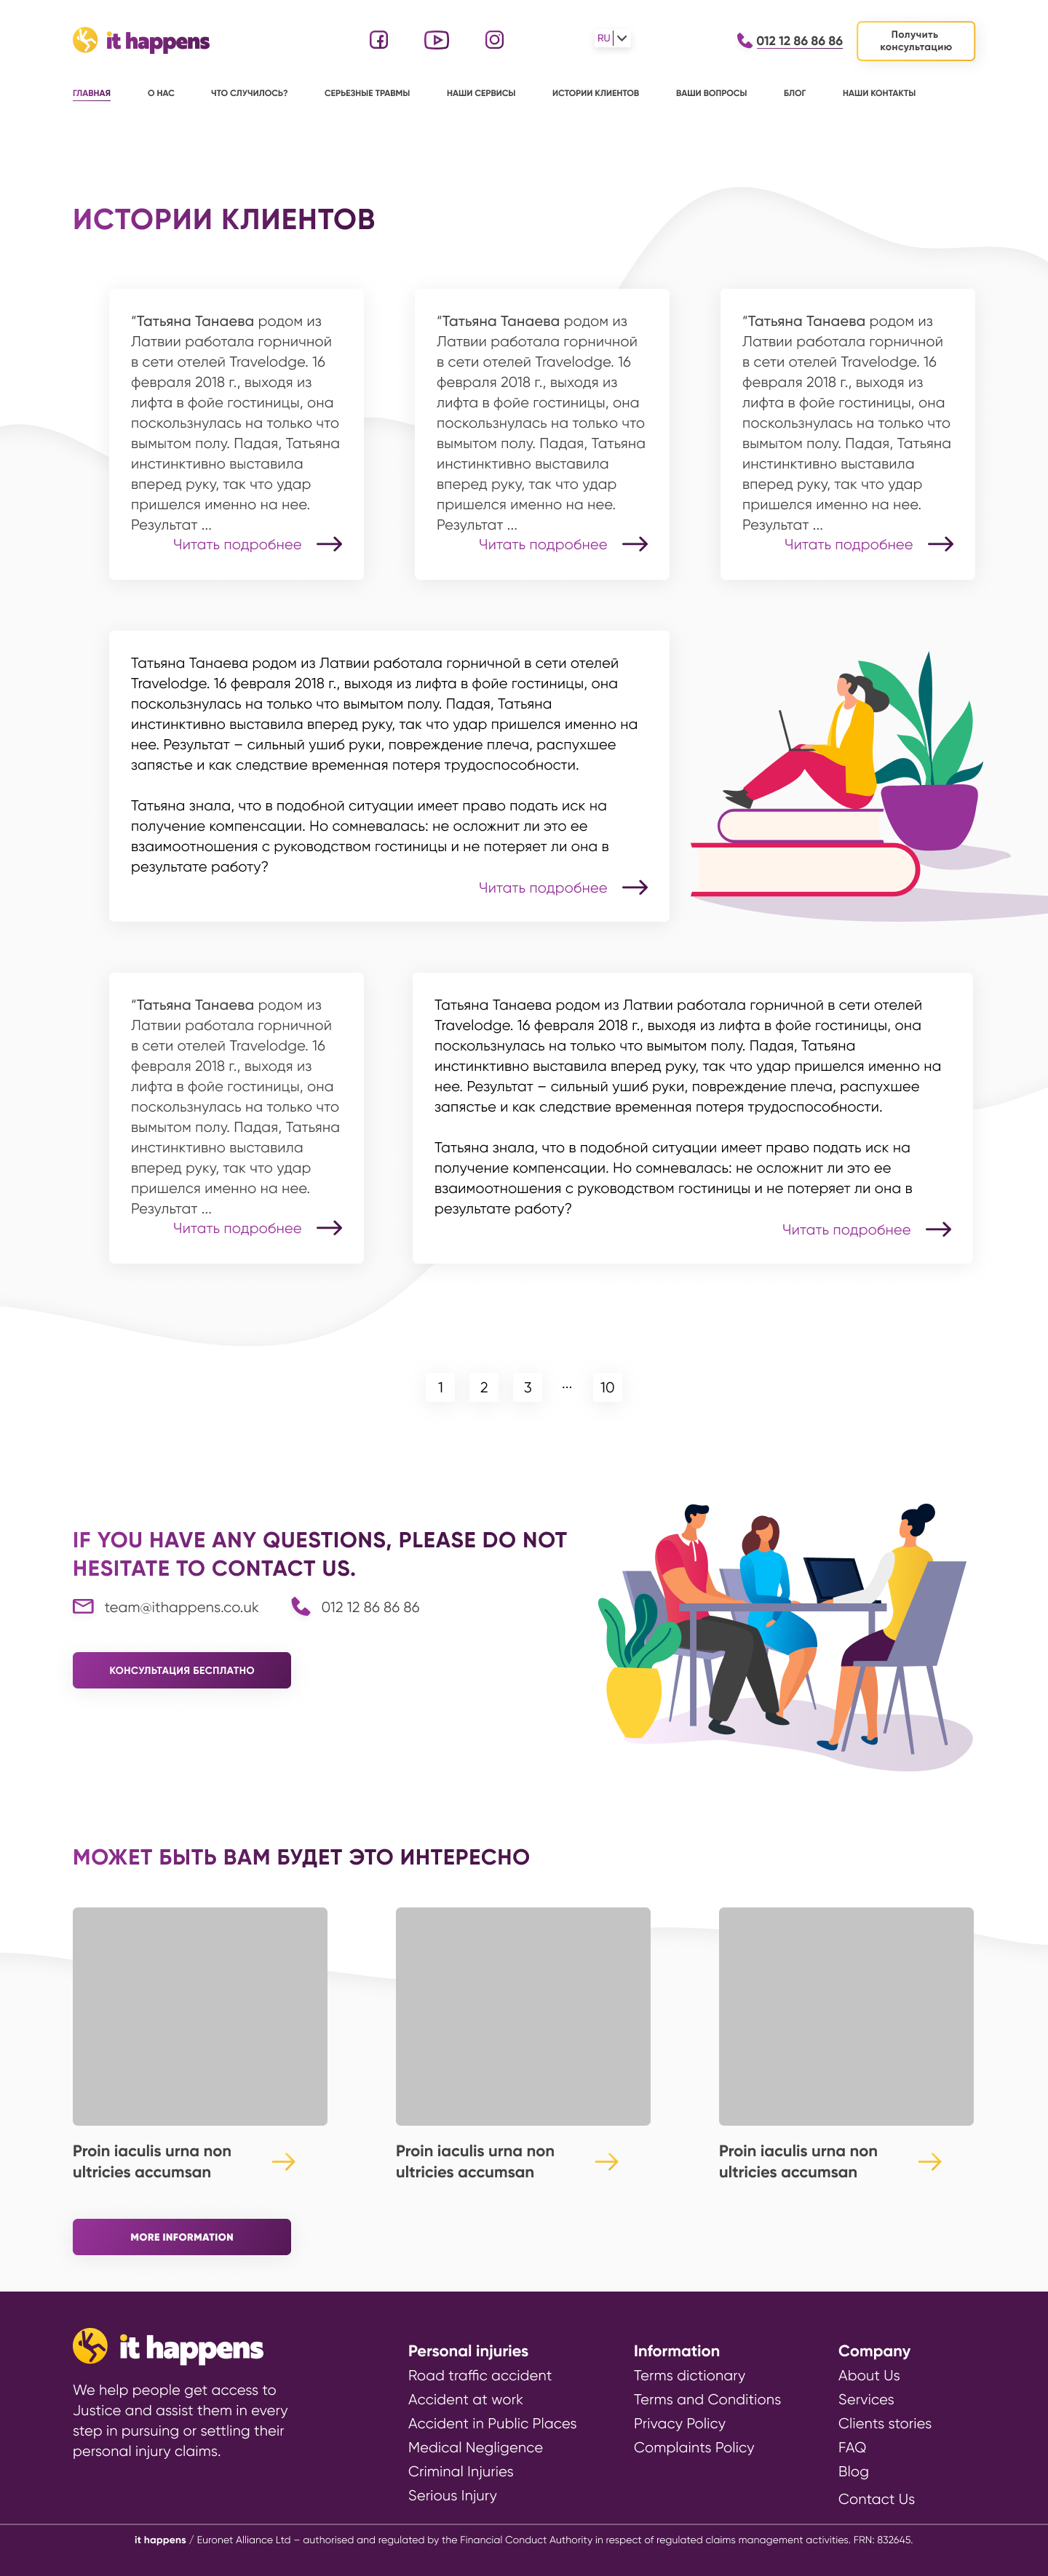 it happens
RU
012 12 86 86 86
Получить
консультацию
ГЛАВНАЯ
О НАС
ЧТО СЛУЧИЛОСЬ?
СЕРЬЕЗНЫЕ ТРАВМЫ
НАШИ СЕРВИСЫ
ИСТОРИИ КЛИЕНТОВ
ВАШИ ВОПРОСЫ
БЛОГ
НАШИ КОНТАКТЫ
ИСТОРИИ КЛИЕНТОВ
“Татьяна Танаева родом из
Латвии работала горничной
в сети отелей Travelodge. 16
февраля 2018 г., выходя из
лифта в фойе гостиницы, она
поскользнулась на только что
вымытом полу. Падая, Татьяна
инстинктивно выставила
вперед руку, так что удар
пришелся именно на нее.
Результат ...
Читать подробнее
“Татьяна Танаева родом из
Латвии работала горничной
в сети отелей Travelodge. 16
февраля 2018 г., выходя из
лифта в фойе гостиницы, она
поскользнулась на только что
вымытом полу. Падая, Татьяна
инстинктивно выставила
вперед руку, так что удар
пришелся именно на нее.
Результат ...
Читать подробнее
“Татьяна Танаева родом из
Латвии работала горничной
в сети отелей Travelodge. 16
февраля 2018 г., выходя из
лифта в фойе гостиницы, она
поскользнулась на только что
вымытом полу. Падая, Татьяна
инстинктивно выставила
вперед руку, так что удар
пришелся именно на нее.
Результат ...
Читать подробнее
Татьяна Танаева родом из Латвии работала горничной в сети отелей
Travelodge. 16 февраля 2018 г., выходя из лифта в фойе гостиницы, она
поскользнулась на только что вымытом полу. Падая, Татьяна
инстинктивно выставила вперед руку, так что удар пришелся именно на
нее. Результат – сильный ушиб руки, повреждение плеча, распухшее
запястье и как следствие временная потеря трудоспособности.
Татьяна знала, что в подобной ситуации имеет право подать иск на
получение компенсации. Но сомневалась: не осложнит ли это ее
взаимоотношения с руководством гостиницы и не потеряет ли она в
результате работу?
Читать подробнее
“Татьяна Танаева родом из
Латвии работала горничной
в сети отелей Travelodge. 16
февраля 2018 г., выходя из
лифта в фойе гостиницы, она
поскользнулась на только что
вымытом полу. Падая, Татьяна
инстинктивно выставила
вперед руку, так что удар
пришелся именно на нее.
Результат ...
Читать подробнее
Татьяна Танаева родом из Латвии работала горничной в сети отелей
Travelodge. 16 февраля 2018 г., выходя из лифта в фойе гостиницы, она
поскользнулась на только что вымытом полу. Падая, Татьяна
инстинктивно выставила вперед руку, так что удар пришелся именно на
нее. Результат – сильный ушиб руки, повреждение плеча, распухшее
запястье и как следствие временная потеря трудоспособности.
Татьяна знала, что в подобной ситуации имеет право подать иск на
получение компенсации. Но сомневалась: не осложнит ли это ее
взаимоотношения с руководством гостиницы и не потеряет ли она в
результате работу?
Читать подробнее
1 2 3 ... 10
IF YOU HAVE ANY QUESTIONS, PLEASE DO NOT
HESITATE TO CONTACT US.
team@ithappens.co.uk
012 12 86 86 86
КОНСУЛЬТАЦИЯ БЕСПЛАТНО
МОЖЕТ БЫТЬ ВАМ БУДЕТ ЭТО ИНТЕРЕСНО
Proin iaculis urna non
ultricies accumsan
Proin iaculis urna non
ultricies accumsan
Proin iaculis urna non
ultricies accumsan
MORE INFORMATION
it happens
We help people get access to
Justice and assist them in every
step in pursuing or settling their
personal injury claims.
Personal injuries
Road traffic accident
Accident at work
Accident in Public Places
Medical Negligence
Criminal Injuries
Serious Injury
Information
Terms dictionary
Terms and Conditions
Privacy Policy
Complaints Policy
Company
About Us
Services
Clients stories
FAQ
Blog
Contact Us
it happens / Euronet Alliance Ltd – authorised and regulated by the Financial Conduct Authority in respect of regulated claims management activities. FRN: 832645.